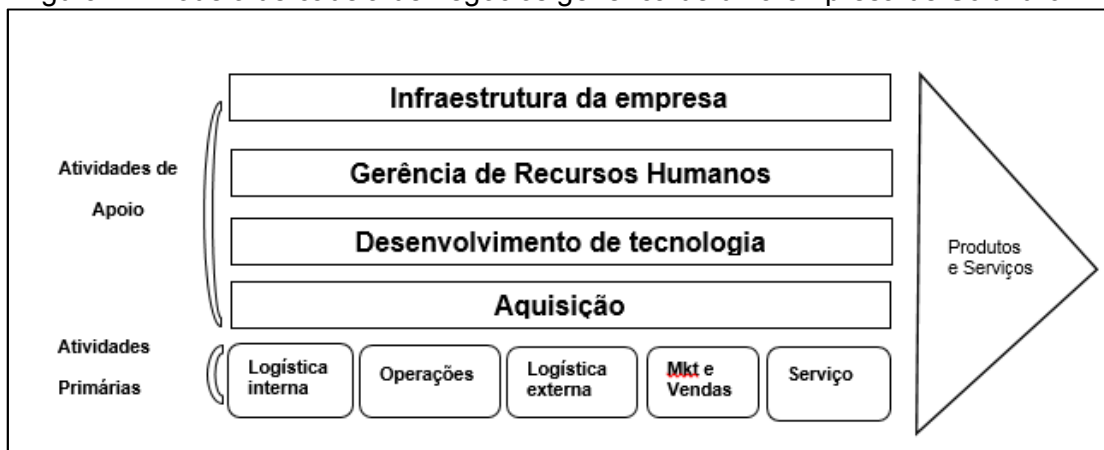 Infraestrutura da empresa
Gerência de Recursos Humanos
Desenvolvimento de tecnologia
Aquisição
Atividades de
Apoio
Atividades
Primárias
Logística
interna
Operações
Logística
externa
Mkt e
Vendas
Serviço
Produtos
e Serviços